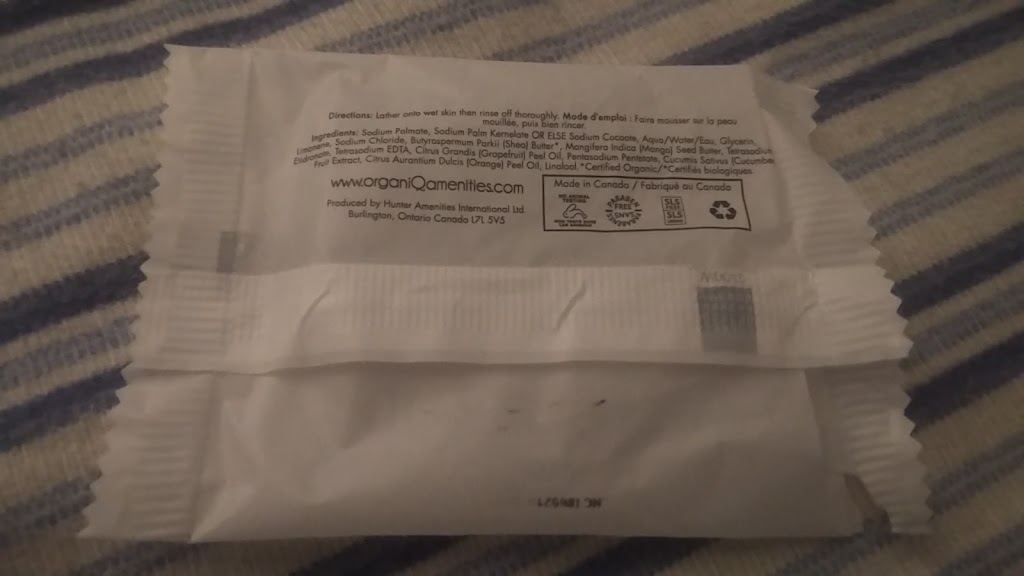 Directions: Lather onto wet skin then rinse off thoroughly. Mode d'emploi : Faire mousser sur la peau
mouillée, puis bien rincer.
Ingredients: Sodium Palmate, Sodium Palm Kernelate OR ELSE Sodium Cocoate, Aqua/Water/Eau, Glycerin,
Limonene, Sodium Chloride, Butyrospermum Parkii (Shea) Butter*, Mangifera Indica (Mango) Seed Butter, Tetrasodium
Etidronate, Tetrasodium EDTA, Citrus Grandis (Grapefruit) Peel Oil, Pentasodium Pentetate, Cucumis Sativus (Cucumber)
Fruit Extract, Citrus Aurantium Dulcis (Orange) Peel Oil, Linalool. *Certified Organic/*Certifiés biologiques.
www.organiQamenities.com
Produced by Hunter Amenities International Ltd.
Burlington, Ontario Canada L7L 5V5
Made in Canada / Fabriqué au Canada
PARABEN
FREE
SANS
SLS
SLS